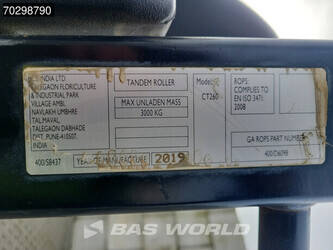 70298790
INDIA LTD.
TALEGAON FLORICULTURE
& INDUSTRIAL PARK
VILLAGE AMBI,
NAVLAKH UMBHRE
TAL.MAVAL,
TALEGAON DABHADE
DIST. PUNE-410507.
INDIA
400/S8437
TANDEM ROLLER
MAX UNLADEN MASS
3000 KG
YEAR OF MANUFACTURE 2019
Model
CT260
ROPS:
COMPLIES TO
EN ISO 3471:
2008
GA ROPS PART NUMBER
BAS WORLD